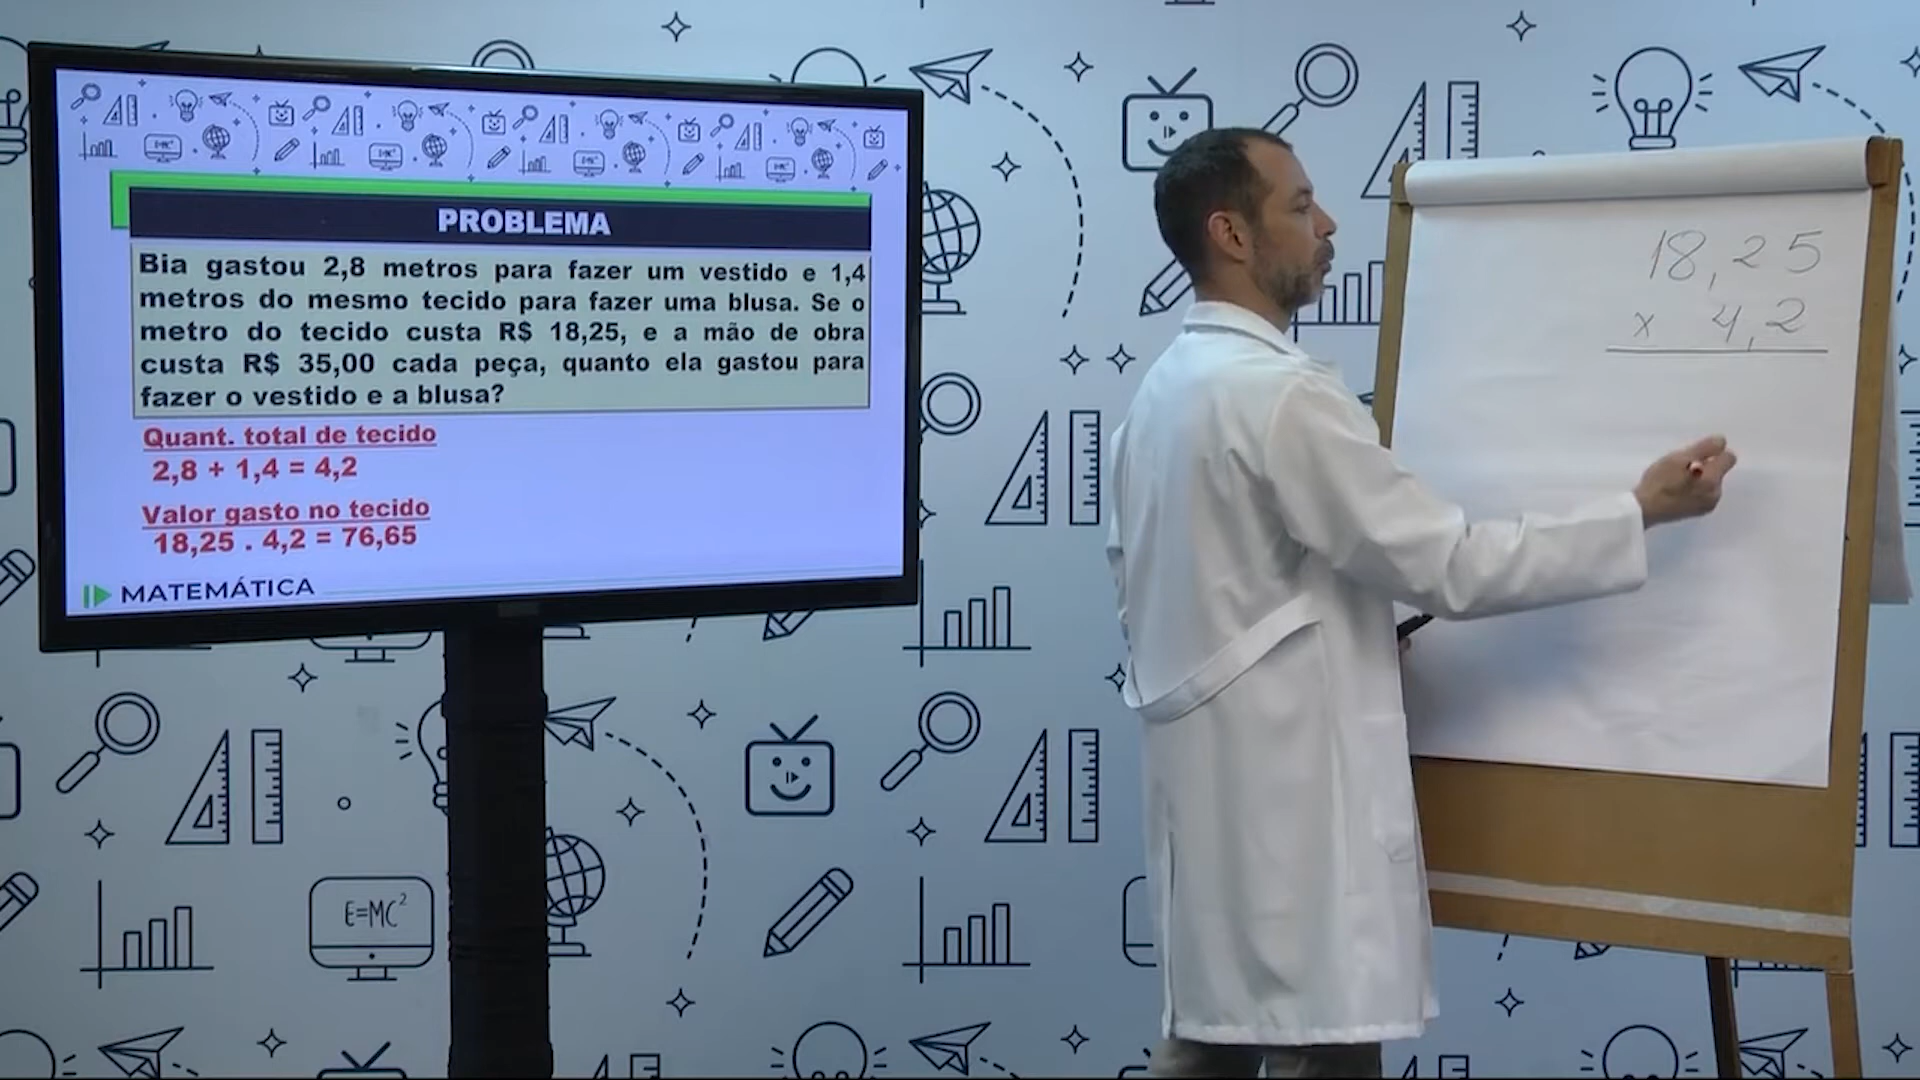 PROBLEMA
Bia gastou 2,8 metros para fazer um vestido e 1,4
metros do mesmo tecido para fazer uma blusa. Se o
metro do tecido custa R$ 18,25, e a mão de obra
custa R$ 35,00 cada peça, quanto ela gastou para
fazer o vestido e a blusa?
Quant. total de tecido
2,8 + 1,4 = 4,2
Valor gasto no tecido
18,25 . 4,2 = 76,65
MATEMÁTICA
18,25
x 4,2
E=MC²